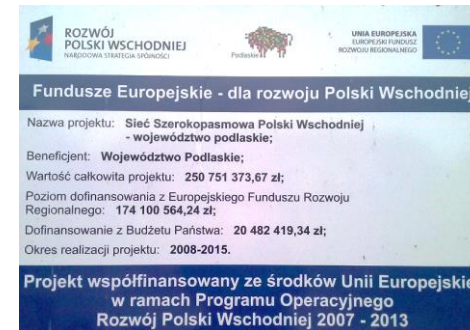 ROZWÓJ
POLSKI WSCHODNIEJ
NARODOWA STRATEGIA SPÓJNOŚCI
Podlaskie
UNIA EUROPEJSKA
EUROPEJSKI FUNDUSZ
ROZWOJU REGIONALNEGO
Fundusze Europejskie - dla rozwoju Polski Wschodniej
Nazwa projektu: Sieć Szerokopasmowa Polski Wschodniej
- województwo podlaskie;
Beneficjent: Województwo Podlaskie;
Wartość całkowita projektu: 250 751 373,67 zł;
Poziom dofinansowania z Europejskiego Funduszu Rozwoju
Regionalnego: 174 100 564,24 zł;
Dofinansowanie z Budżetu Państwa: 20 482 419,34 zł;
Okres realizacji projektu: 2008-2015.
Projekt współfinansowany ze środków Unii Europejskie
w ramach Programu Operacyjnego
Rozwój Polski Wschodniej 2007 - 2013